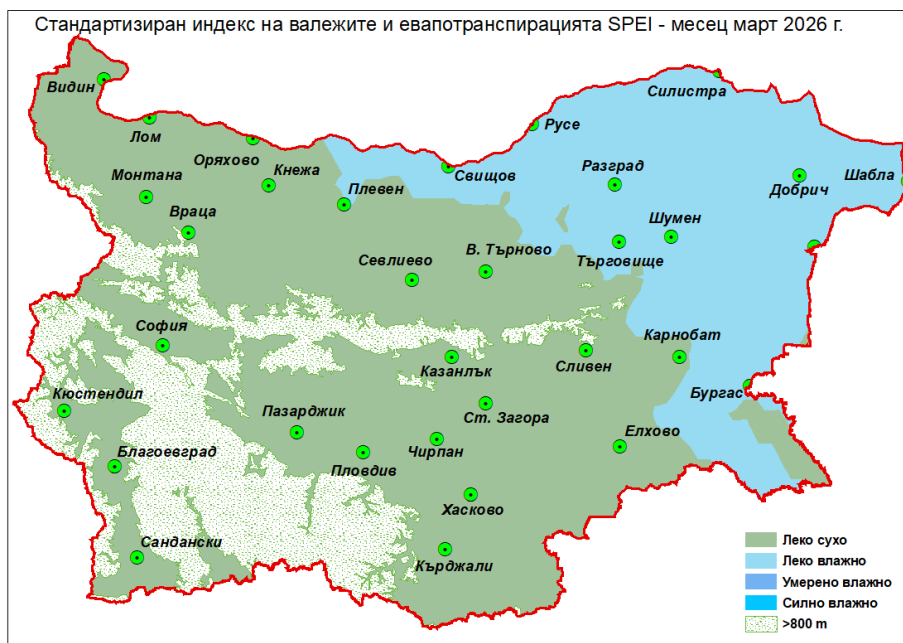 Стандартизиран индекс на валежите и евапотранспирацията SPEI - месец март 2026 г.
Видин
Силистра
Лом
Русе
Оряхово
Кнежа
Монтана
Свищов
Разград
Добрич
Шабла
Плевен
Враца
Шумен
Севлиево
В. Търново
Търговище
София
Карнобат
Казанлък
Сливен
Кюстендил
Бургас
Пазарджик
Ст. Загора
Благоевград
Пловдив
Чирпан
Елхово
Хасково
Сандански
Кърджали
Леко сухо
Леко влажно
Умерено влажно
Силно влажно
>800 m